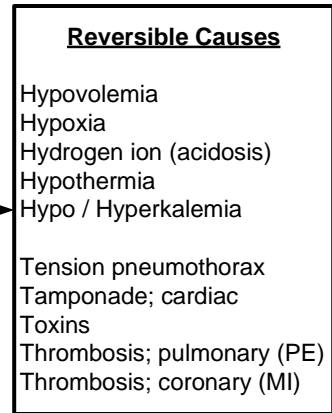 Reversible Causes
Hypovolemia
Hypoxia
Hydrogen ion (acidosis)
Hypothermia
Hypo / Hyperkalemia
Tension pneumothorax
Tamponade; cardiac
Toxins
Thrombosis; pulmonary (PE)
Thrombosis; coronary (MI)